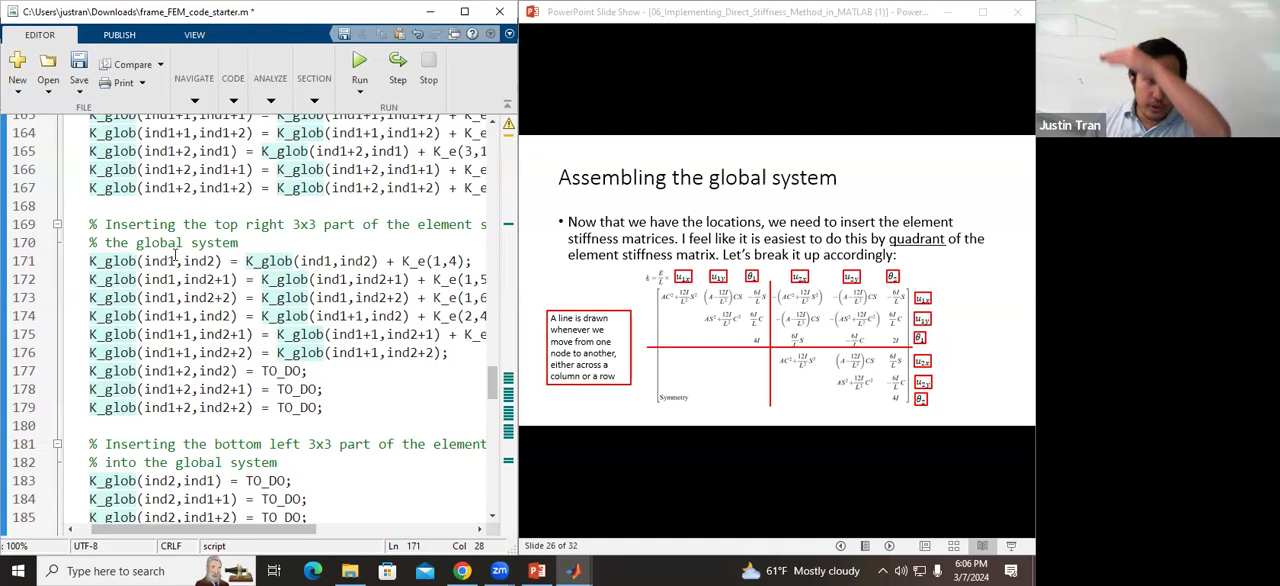 C:\Users\justran\Downloads\frame_FEM_code_starter.m *
EDITOR PUBLISH VIEW
New Open Save Compare Print NAVIGATE CODE ANALYZE SECTION Run Step Stop
FILE RUN
164 K_glob(ind1+1,ind1+2) = K_glob(ind1+1,ind1+2) + K_e
165 K_glob(ind1+2,ind1) = K_glob(ind1+2,ind1) + K_e(3,1
166 K_glob(ind1+2,ind1+1) = K_glob(ind1+2,ind1+1) + K_e
167 K_glob(ind1+2,ind1+2) = K_glob(ind1+2,ind1+2) + K_e
168
169 % Inserting the top right 3x3 part of the element s
170 % the global system
171 K_glob(ind1,ind2) = K_glob(ind1,ind2) + K_e(1,4);
172 K_glob(ind1,ind2+1) = K_glob(ind1,ind2+1) + K_e(1,5
173 K_glob(ind1,ind2+2) = K_glob(ind1,ind2+2) + K_e(1,6
174 K_glob(ind1+1,ind2) = K_glob(ind1+1,ind2) + K_e(2,4
175 K_glob(ind1+1,ind2+1) = K_glob(ind1+1,ind2+1) + K_e
176 K_glob(ind1+1,ind2+2) = K_glob(ind1+1,ind2+2);
177 K_glob(ind1+2,ind2) = TO_DO;
178 K_glob(ind1+2,ind2+1) = TO_DO;
179 K_glob(ind1+2,ind2+2) = TO_DO;
180
181 % Inserting the bottom left 3x3 part of the element
182 % into the global system
183 K_glob(ind2,ind1) = TO_DO;
184 K_glob(ind2,ind1+1) = TO_DO;
185 K_glob(ind2,ind1+2) = TO_DO;
: 100% UTF-8 CRLF script Ln 171 Col 28
PowerPoint Slide Show - [06_Implementing_Direct_Stiffness_Method_in_MATLAB (1)] - Power...
Assembling the global system
• Now that we have the locations, we need to insert the element
stiffness matrices. I feel like it is easiest to do this by quadrant of the
element stiffness matrix. Let's break it up accordingly:
A line is drawn
whenever we
move from one
node to another,
either across a
column or a row
Symmetry
Slide 26 of 32
Justin Tran
Type here to search
61°F Mostly cloudy
6:06 PM
3/7/2024